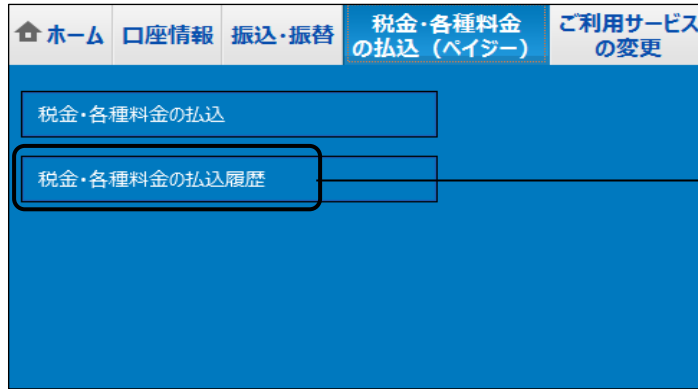 ホーム
口座情報
振込・振替
税金・各種料金
の払込（ペイジー）
ご利用サービス
の変更
税金・各種料金の払込
税金・各種料金の払込履歴